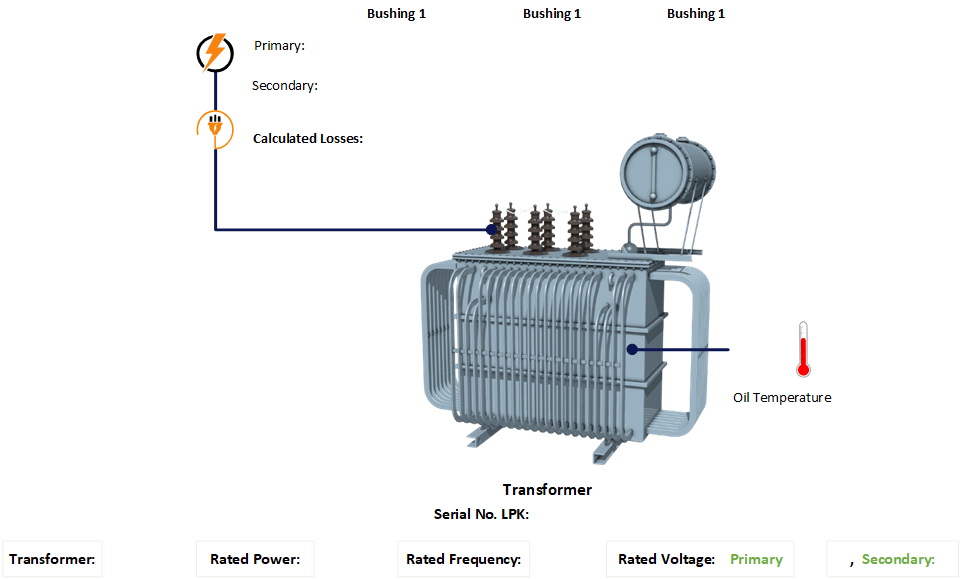 Bushing 1 Bushing 1 Bushing 1
Primary:
Secondary:
Calculated Losses:
Oil Temperature
Transformer
Serial No. LPK:
Transformer: Rated Power: Rated Frequency: Rated Voltage: Primary , Secondary: